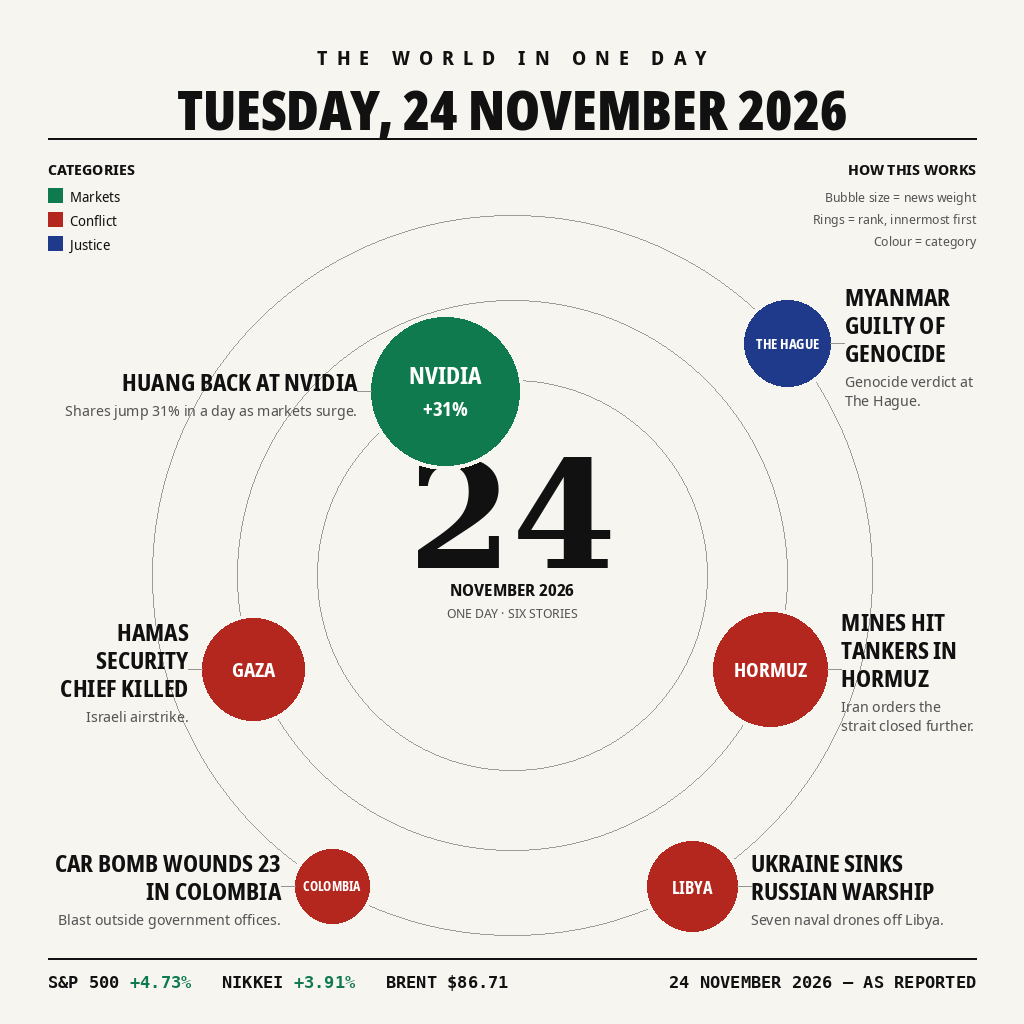 THE WORLD IN ONE DAY
TUESDAY, 24 NOVEMBER 2026
CATEGORIES
Markets
Conflict
Justice
HOW THIS WORKS
Bubble size = news weight
Rings = rank, innermost first
Colour = category
MYANMAR
GUILTY OF
GENOCIDE
Genocide verdict at
The Hague.
THE HAGUE
HUANG BACK AT NVIDIA
Shares jump 31% in a day as markets surge.
NVIDIA
+31%
24
NOVEMBER 2026
ONE DAY · SIX STORIES
HAMAS
SECURITY
CHIEF KILLED
Israeli airstrike.
GAZA
HORMUZ
MINES HIT
TANKERS IN
HORMUZ
Iran orders the
strait closed further.
CAR BOMB WOUNDS 23
IN COLOMBIA
Blast outside government offices.
COLOMBIA
LIBYA
UKRAINE SINKS
RUSSIAN WARSHIP
Seven naval drones off Libya.
S&P 500 +4.73% NIKKEI +3.91% BRENT $86.71
24 NOVEMBER 2026 — AS REPORTED